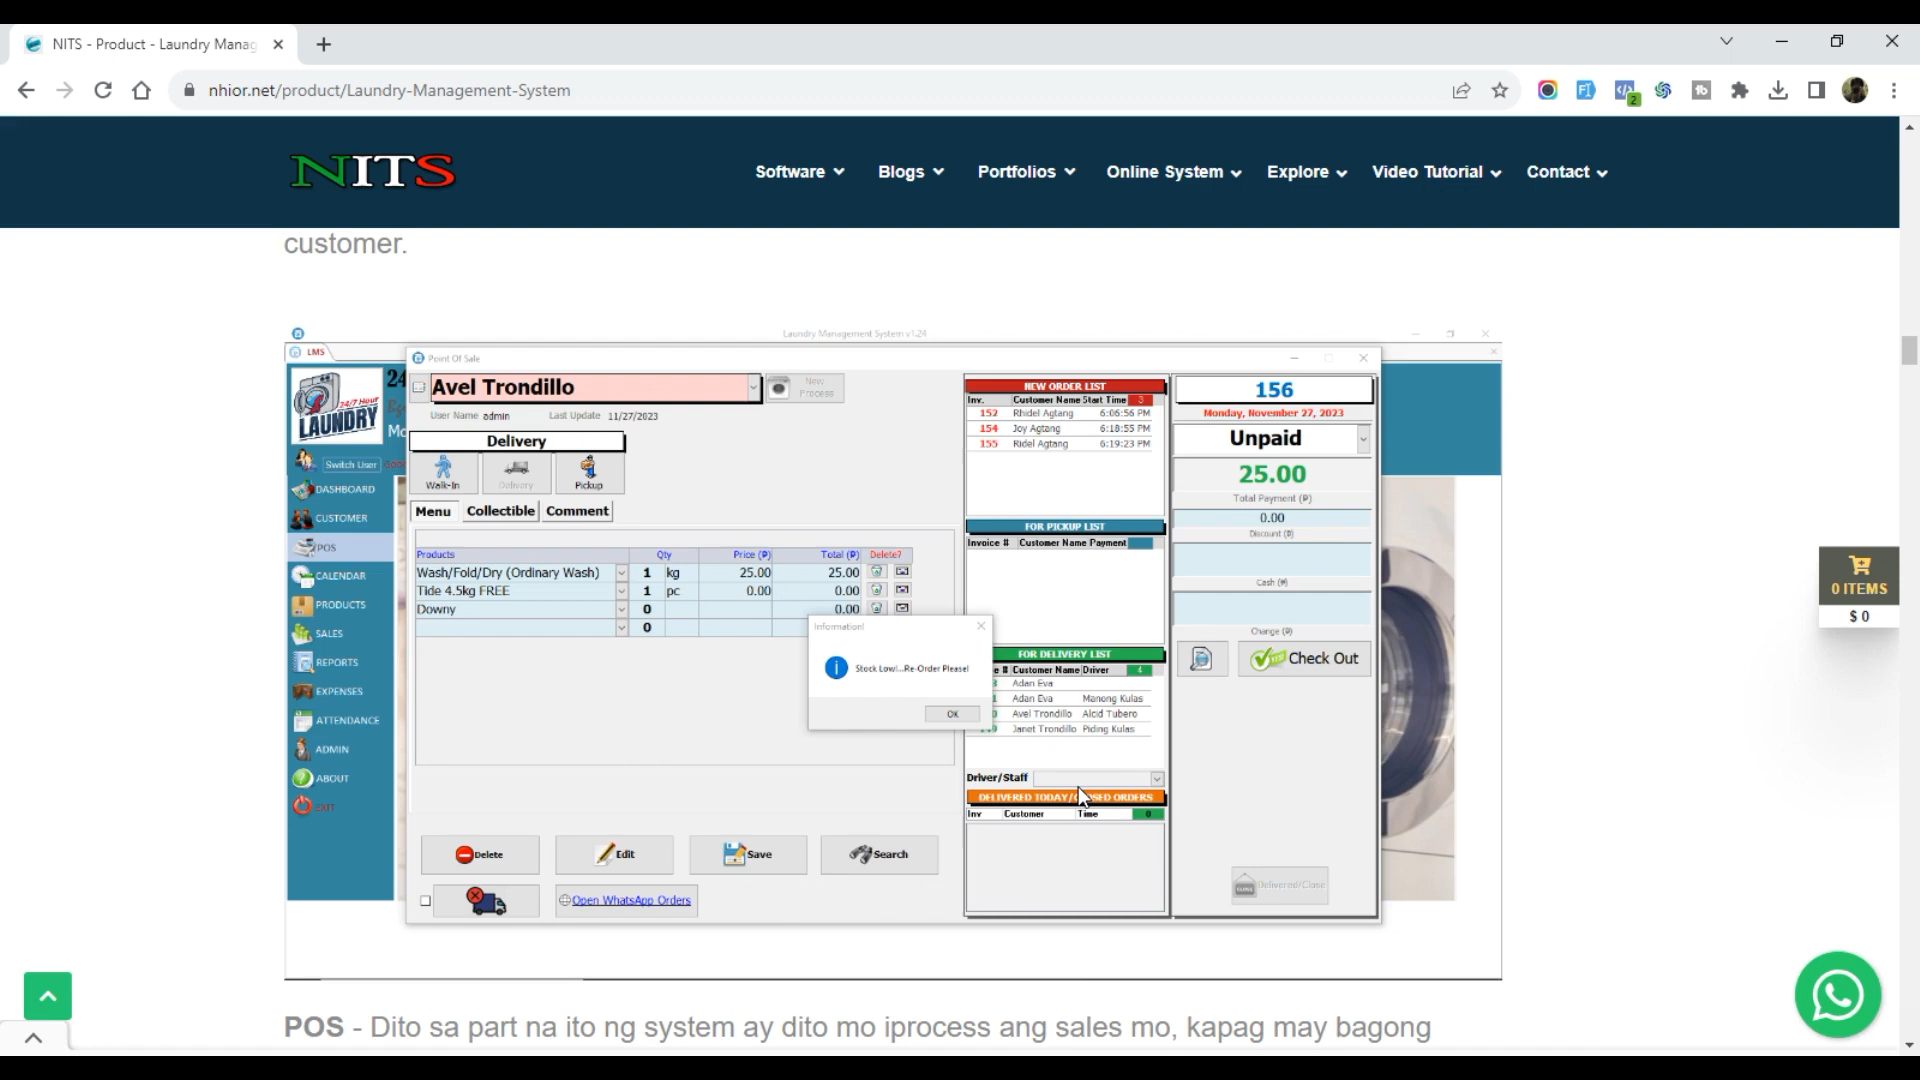 NITS - Product - Laundry Manag
nhior.net/product/Laundry-Management-System
2
NITS
Software
Blogs
Portfolios
Online System
Explore
Video Tutorial
Contact
customer.
Laundry Management System v1.24
LMS
Point Of Sale
24/7 Hour
LAUNDRY
24
Avel Trondillo
New Process
User Name admin
Last Update 11/27/2023
Delivery
Walk-In
Delivery
Pickup
Switch User
DASHBOARD
CUSTOMER
POS
CALENDAR
PRODUCTS
SALES
REPORTS
EXPENSES
ATTENDANCE
ADMIN
ABOUT
EXIT
Menu
Collectible
Comment
Products Qty Price (₱) Total (₱) Delete?
Wash/Fold/Dry (Ordinary Wash) 1 kg 25.00 25.00
Tide 4.5kg FREE 1 pc 0.00 0.00
Downy 0 0.00
0
Information!
Stock Low!...Re-Order Please!
OK
Delete
Edit
Save
Search
Open WhatsApp Orders
NEW ORDER LIST
Inv. Customer Name Start Time 3
152 Rhidel Agtang 6:06:56 PM
154 Joy Agtang 6:18:55 PM
155 Ridel Agtang 6:19:23 PM
FOR PICKUP LIST
Invoice # Customer Name Payment
FOR DELIVERY LIST
e # Customer Name Driver 4
Adan Eva
Adan Eva Manong Kulas
Avel Trondillo Alcid Tubero
Janet Trondillo Piding Kulas
Driver/Staff
DELIVERED TODAY/CLOSED ORDERS
Inv Customer Time 0
156
Monday, November 27, 2023
Unpaid
25.00
Total Payment (₱)
0.00
Discount (₱)
Cash (₱)
Change (₱)
Check Out
Delivered/Close
0 ITEMS
$ 0
POS - Dito sa part na ito ng system ay dito mo iprocess ang sales mo, kapag may bagong